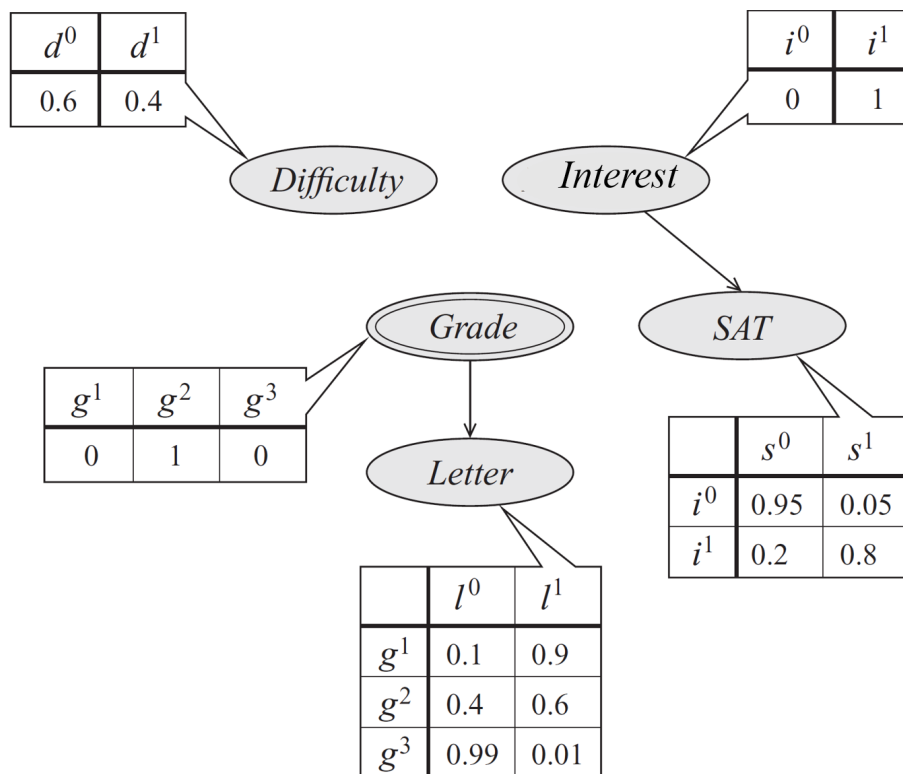 d⁰ d¹
0.6 0.4
i⁰ i¹
0 1
Difficulty
Interest
Grade
SAT
g¹ g² g³
0 1 0
Letter
s⁰ s¹
i⁰ 0.95 0.05
i¹ 0.2 0.8
l⁰ l¹
g¹ 0.1 0.9
g² 0.4 0.6
g³ 0.99 0.01